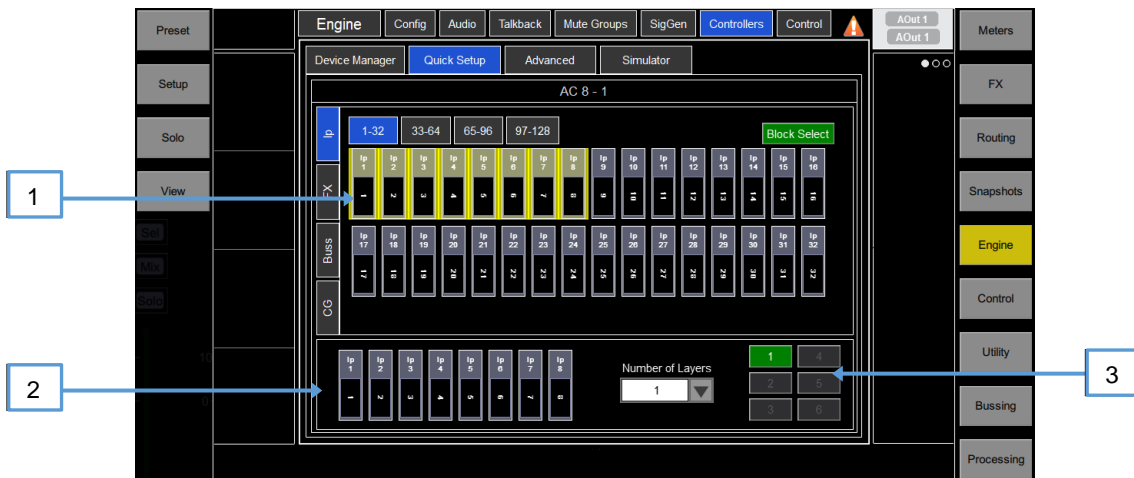 Preset
Setup
Solo
View
Sel
Mix
Solo
10
0
Engine Config Audio Talkback Mute Groups SigGen Controllers Control
AOut 1
AOut 1
Device Manager Quick Setup Advanced Simulator
AC 8 - 1
Ip
FX
Buss
CG
1-32 33-64 65-96 97-128 Block Select
Ip 1 Ip 2 Ip 3 Ip 4 Ip 5 Ip 6 Ip 7 Ip 8 Ip 9 Ip 10 Ip 11 Ip 12 Ip 13 Ip 14 Ip 15 Ip 16
1 2 3 4 5 6 7 8 9 10 11 12 13 14 15 16
Ip 17 Ip 18 Ip 19 Ip 20 Ip 21 Ip 22 Ip 23 Ip 24 Ip 25 Ip 26 Ip 27 Ip 28 Ip 29 Ip 30 Ip 31 Ip 32
17 18 19 20 21 22 23 24 25 26 27 28 29 30 31 32
Ip 1 Ip 2 Ip 3 Ip 4 Ip 5 Ip 6 Ip 7 Ip 8
1 2 3 4 5 6 7 8
Number of Layers
1
1 4
2 5
3 6
Meters
FX
Routing
Snapshots
Engine
Control
Utility
Bussing
Processing
1
2
3